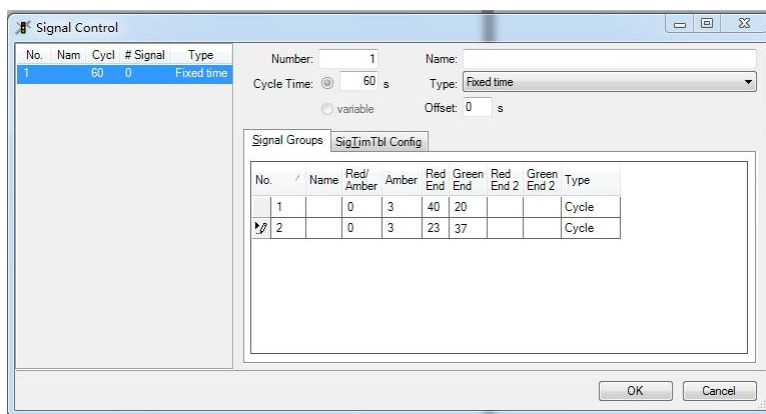 Signal Control
No. Nam Cycl # Signal Type
1 60 0 Fixed time
Number: 1 Name:
Cycle Time: 60 s Type: Fixed time
variable Offset: 0 s
Signal Groups SigTimTbl Config
No. Name Red/ Amber Amber Red End Green End Red End 2 Green End 2 Type
1 0 3 40 20 Cycle
2 0 3 23 37 Cycle
OK Cancel